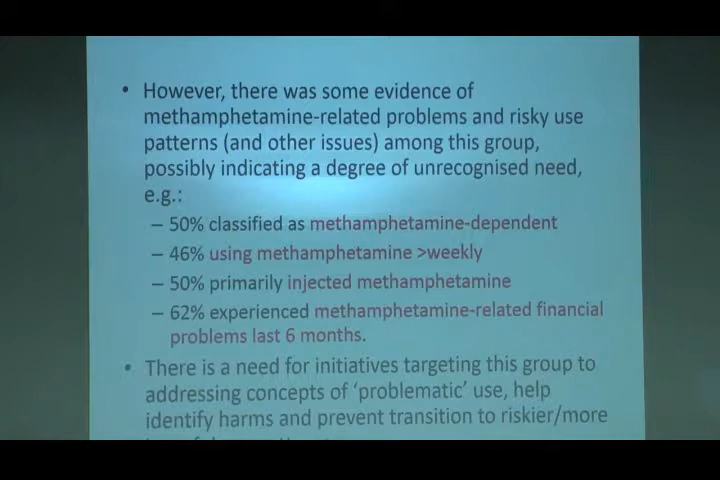 • However, there was some evidence of
methamphetamine-related problems and risky use
patterns (and other issues) among this group,
possibly indicating a degree of unrecognised need,
e.g.:
– 50% classified as methamphetamine-dependent
– 46% using methamphetamine >weekly
– 50% primarily injected methamphetamine
– 62% experienced methamphetamine-related financial
problems last 6 months.
• There is a need for initiatives targeting this group to
addressing concepts of ‘problematic’ use, help
identify harms and prevent transition to riskier/more